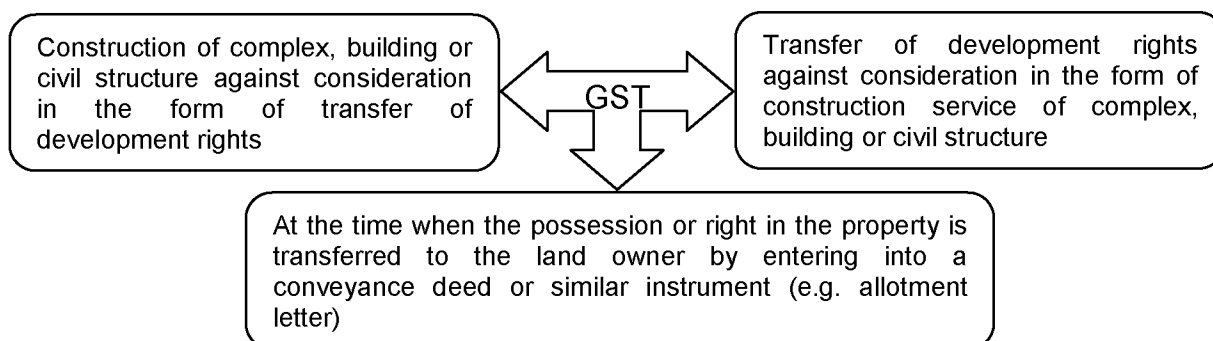 Construction of complex, building or
civil structure against consideration
in the form of transfer of
development rights
GST
Transfer of development rights
against consideration in the form of
construction service of complex,
building or civil structure
At the time when the possession or right in the property is
transferred to the land owner by entering into a
conveyance deed or similar instrument (e.g. allotment
letter)